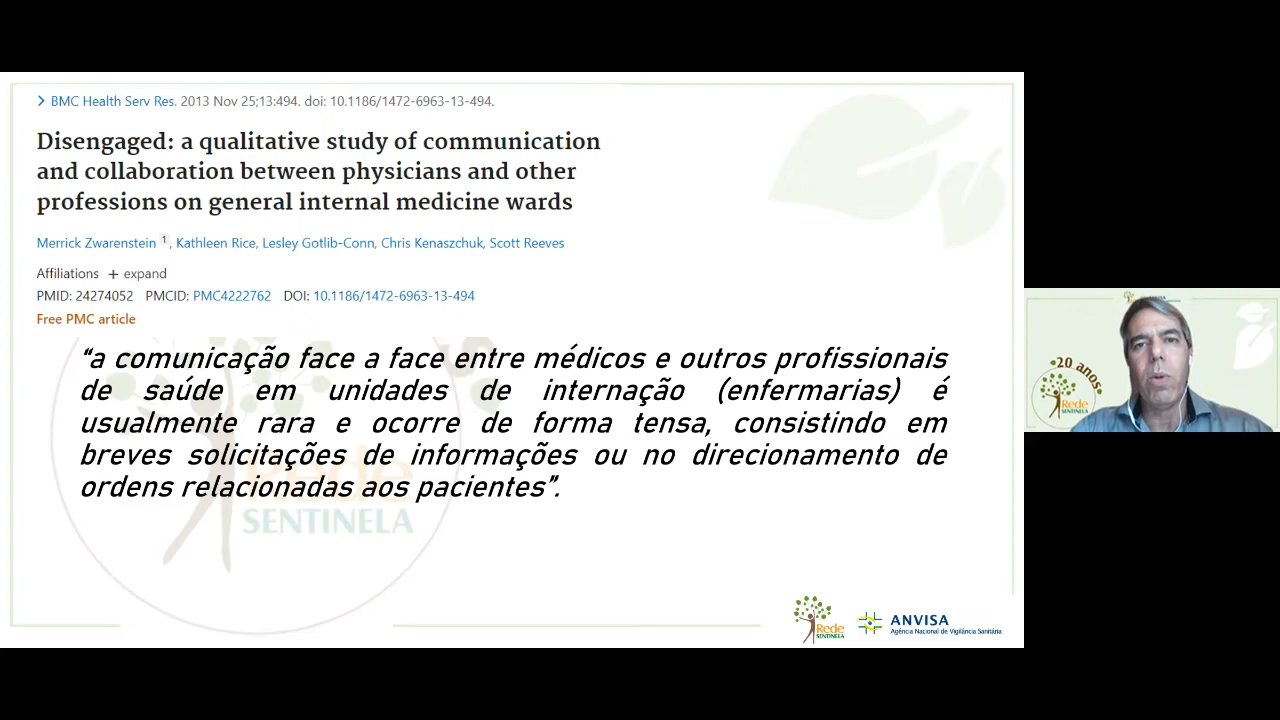 BMC Health Serv Res. 2013 Nov 25;13:494. doi: 10.1186/1472-6963-13-494.
Disengaged: a qualitative study of communication
and collaboration between physicians and other
professions on general internal medicine wards
Merrick Zwarenstein 1, Kathleen Rice, Lesley Gotlib-Conn, Chris Kenaszchuk, Scott Reeves
Affiliations + expand
PMID: 24274052 PMCID: PMC4222762 DOI: 10.1186/1472-6963-13-494
Free PMC article
“a comunicação face a face entre médicos e outros profissionais
de saúde em unidades de internação (enfermarias) é
usualmente rara e ocorre de forma tensa, consistindo em
breves solicitações de informações ou no direcionamento de
ordens relacionadas aos pacientes”.
Rede
SENTINELA
Rede
SENTINELA
ANVISA
Agência Nacional de Vigilância Sanitária
20 anos
Rede
SENTINELA